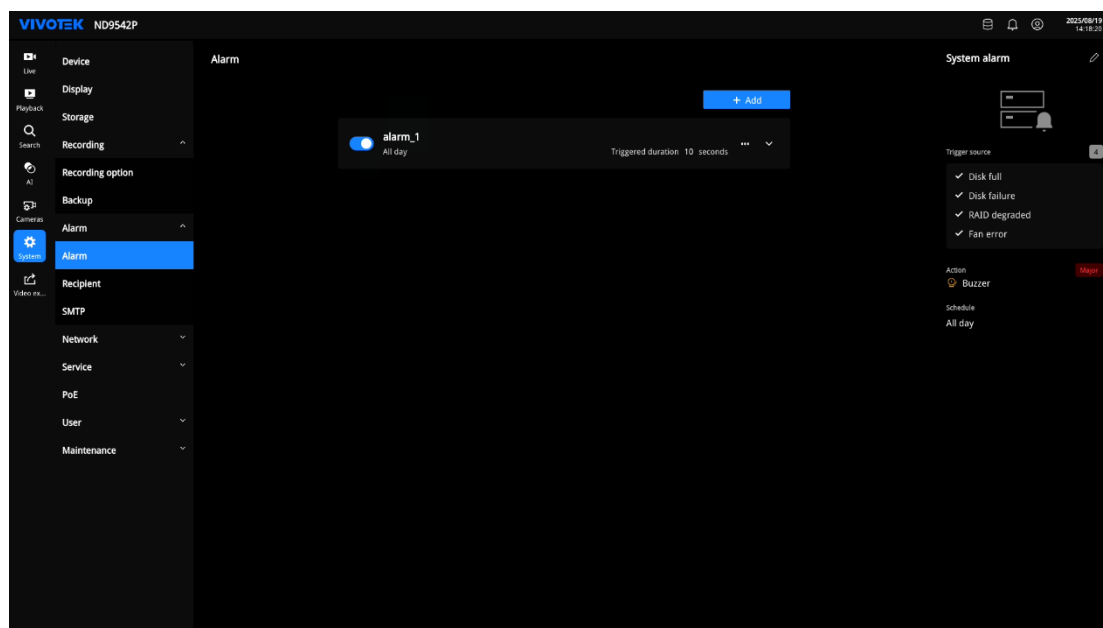 VIVOTEK ND9542P
2025/08/19
14:18:20
Live
Playback
Search
AI
Cameras
System
Video ex...
Device
Display
Storage
Recording
Recording option
Backup
Alarm
Alarm
Recipient
SMTP
Network
Service
PoE
User
Maintenance
Alarm
+ Add
alarm_1
All day
Triggered duration 10 seconds
System alarm
Trigger source 4
Disk full
Disk failure
RAID degraded
Fan error
Action Major
Buzzer
Schedule
All day